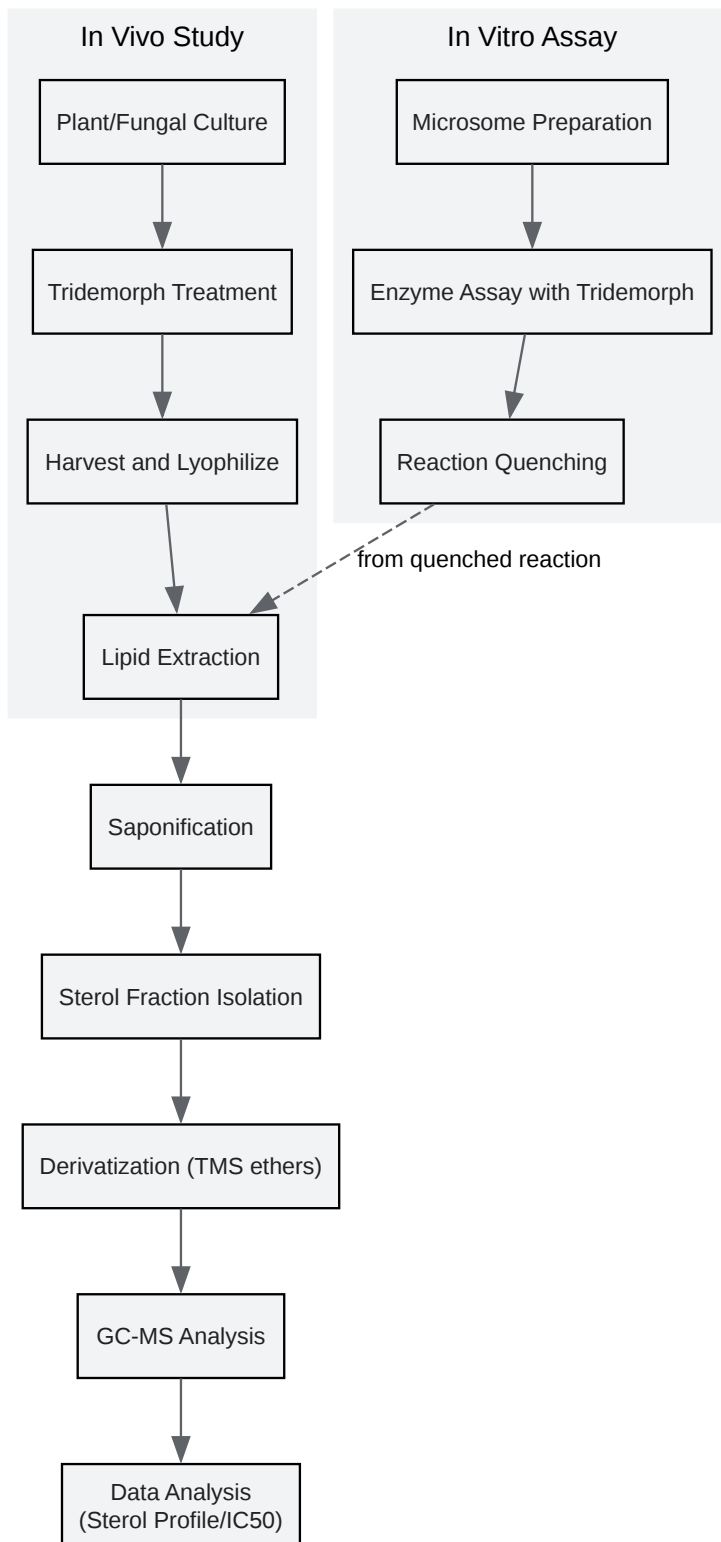 In Vivo Study
Plant/Fungal Culture
Tridemorph Treatment
Harvest and Lyophilize
In Vitro Assay
Microsome Preparation
Enzyme Assay with Tridemorph
Reaction Quenching
from quenched reaction
Lipid Extraction
Saponification
Sterol Fraction Isolation
Derivatization (TMS ethers)
GC-MS Analysis
Data Analysis
(Sterol Profile/IC50)